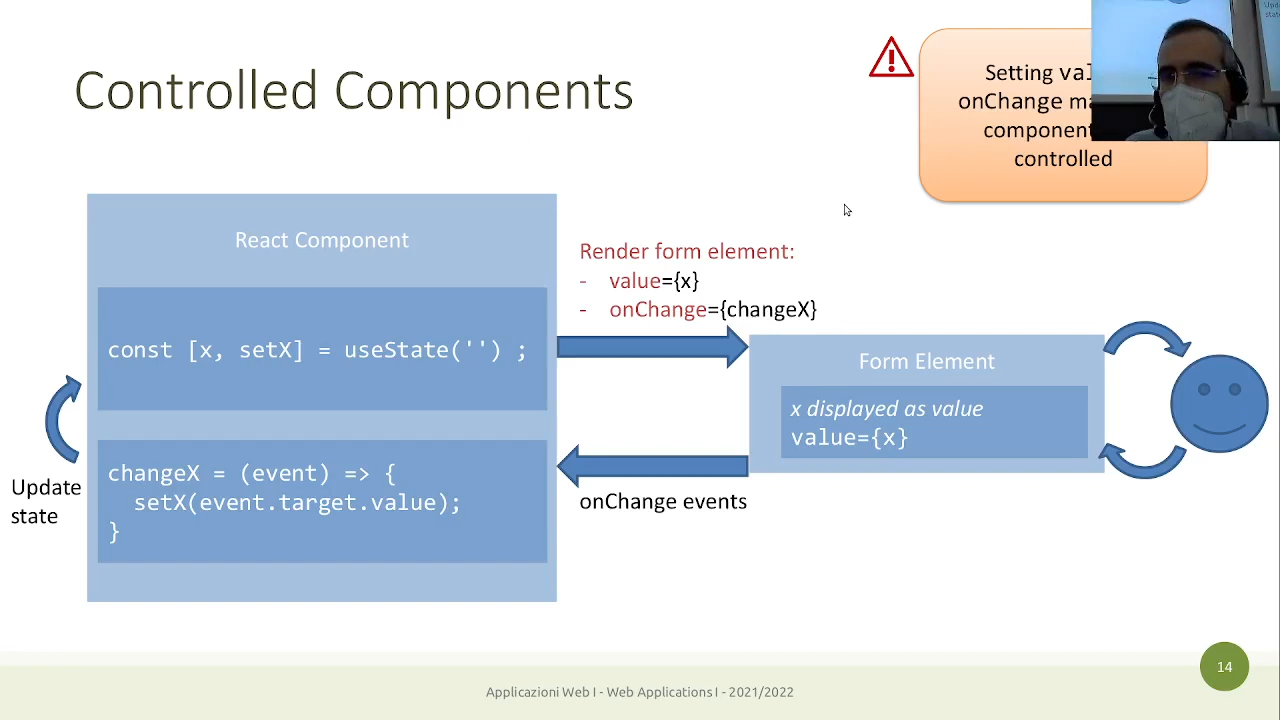 Controlled Components
Setting
onChange
component
controlled
React Component
const [x, setX] = useState('') ;
changeX = (event) => {
setX(event.target.value);
}
Update
state
Render form element:
- value={x}
- onChange={changeX}
onChange events
Form Element
x displayed as value
value={x}
14
Applicazioni Web I - Web Applications I - 2021/2022